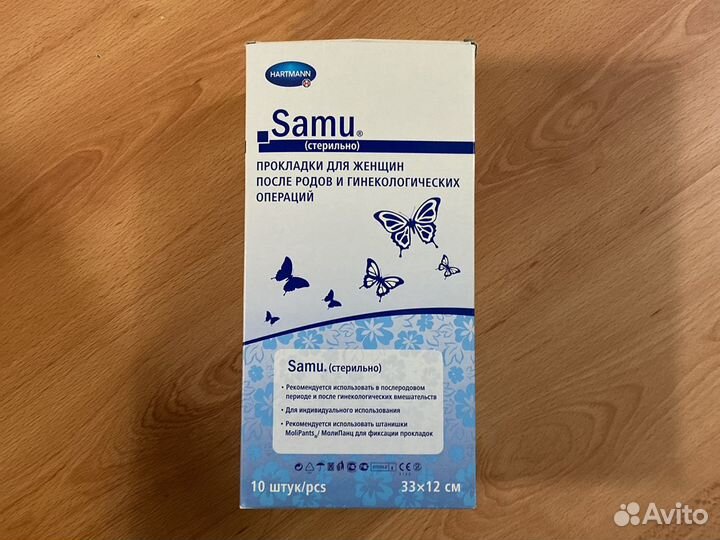 HARTMANN
Samu®
(стерильно)
ПРОКЛАДКИ ДЛЯ ЖЕНЩИН
ПОСЛЕ РОДОВ И ГИНЕКОЛОГИЧЕСКИХ
ОПЕРАЦИЙ
Samu® (стерильно)
• Рекомендуется использовать в послеродовом
периоде и после гинекологических вмешательств
• Для индивидуального использования
• Рекомендуется использовать штанишки
MoliPants®/ МолиПанц для фиксации прокладок
CE
10 штук/pcs
33×12 см
Avito